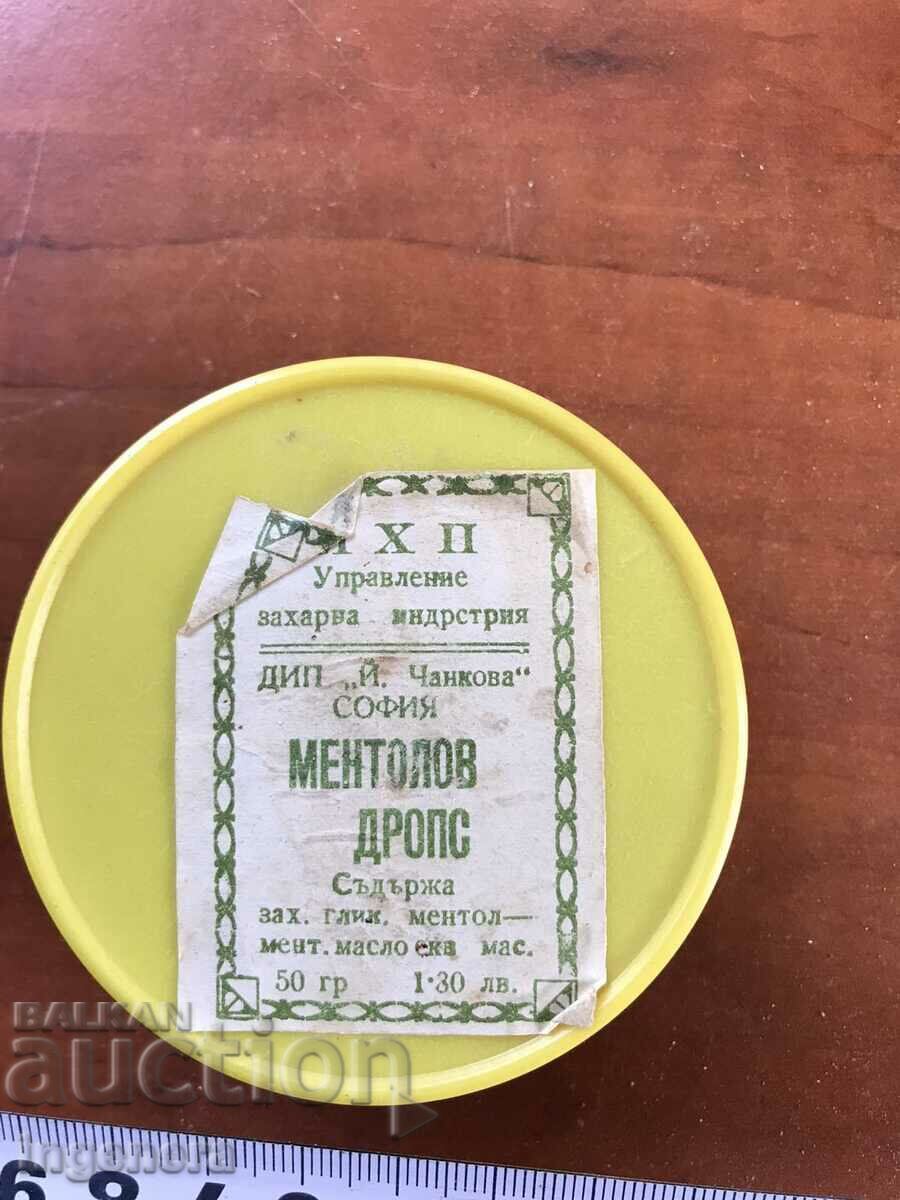 Х П
Управление
захарна индрстрия
ДИП „Й. Чанкова"
СОФИЯ
МЕНТОЛОВ
ДРОПС
Съдържа
зах. глик. ментол—
мент. масло екв мас.
50 гр 1·30 лв.
BALKAN
auction
ingenora